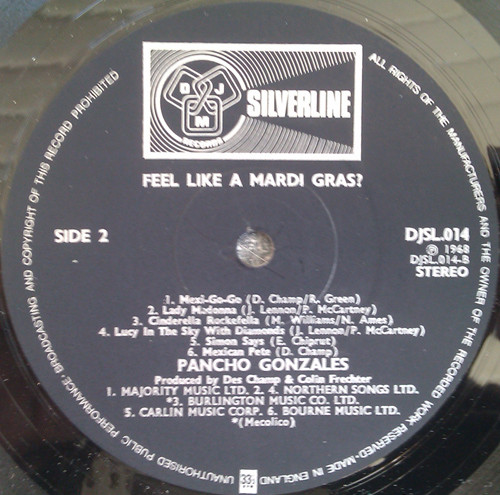 D J M
RECORDS
SILVERLINE
FEEL LIKE A MARDI GRAS?
SIDE 2
DJSL.014
℗ 1968
DJSL.014-B
STEREO
1. Mexi-Go-Go (D. Champ/R. Green)
2. Lady Madonna (J. Lennon/P. McCartney)
3. Cinderella Rockefella (M. Williams/N. Ames)
4. Lucy In The Sky With Diamonds (J. Lennon/P. McCartney)
5. Simon Says (E. Chiprut)
6. Mexican Pete (D. Champ)
PANCHO GONZALES
Produced by Des Champ & Colin Frechter
1. MAJORITY MUSIC LTD. 2. 4. NORTHERN SONGS LTD.
*3. BURLINGTON MUSIC CO. LTD.
5. CARLIN MUSIC CORP. 6. BOURNE MUSIC LTD.
*(Mecolico)
ALL RIGHTS OF THE MANUFACTURERS AND THE OWNER OF THE RECORDED WORK RESERVED·MADE IN ENGLAND
33⅓
UNAUTHORISED PUBLIC PERFORMANCE, BROADCASTING AND COPYRIGHT OF THIS RECORD PROHIBITED